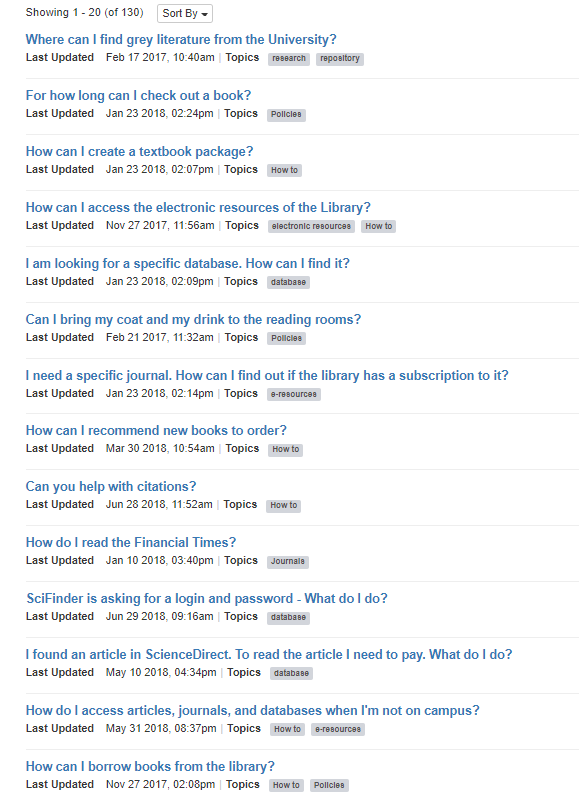 Showing 1 - 20 (of 130) Sort By
Where can I find grey literature from the University?
Last Updated Feb 17 2017, 10:40am | Topics research repository
For how long can I check out a book?
Last Updated Jan 23 2018, 02:24pm | Topics Policies
How can I create a textbook package?
Last Updated Jan 23 2018, 02:07pm | Topics How to
How can I access the electronic resources of the Library?
Last Updated Nov 27 2017, 11:56am | Topics electronic resources How to
I am looking for a specific database. How can I find it?
Last Updated Jan 23 2018, 02:09pm | Topics database
Can I bring my coat and my drink to the reading rooms?
Last Updated Feb 21 2017, 11:32am | Topics Policies
I need a specific journal. How can I find out if the library has a subscription to it?
Last Updated Jan 23 2018, 02:14pm | Topics e-resources
How can I recommend new books to order?
Last Updated Mar 30 2018, 10:54am | Topics How to
Can you help with citations?
Last Updated Jun 28 2018, 11:52am | Topics How to
How do I read the Financial Times?
Last Updated Jan 10 2018, 03:40pm | Topics Journals
SciFinder is asking for a login and password - What do I do?
Last Updated Jun 29 2018, 09:16am | Topics database
I found an article in ScienceDirect. To read the article I need to pay. What do I do?
Last Updated May 10 2018, 04:34pm | Topics database
How do I access articles, journals, and databases when I'm not on campus?
Last Updated May 31 2018, 08:37pm | Topics How to e-resources
How can I borrow books from the library?
Last Updated Nov 27 2017, 02:08pm | Topics How to Policies